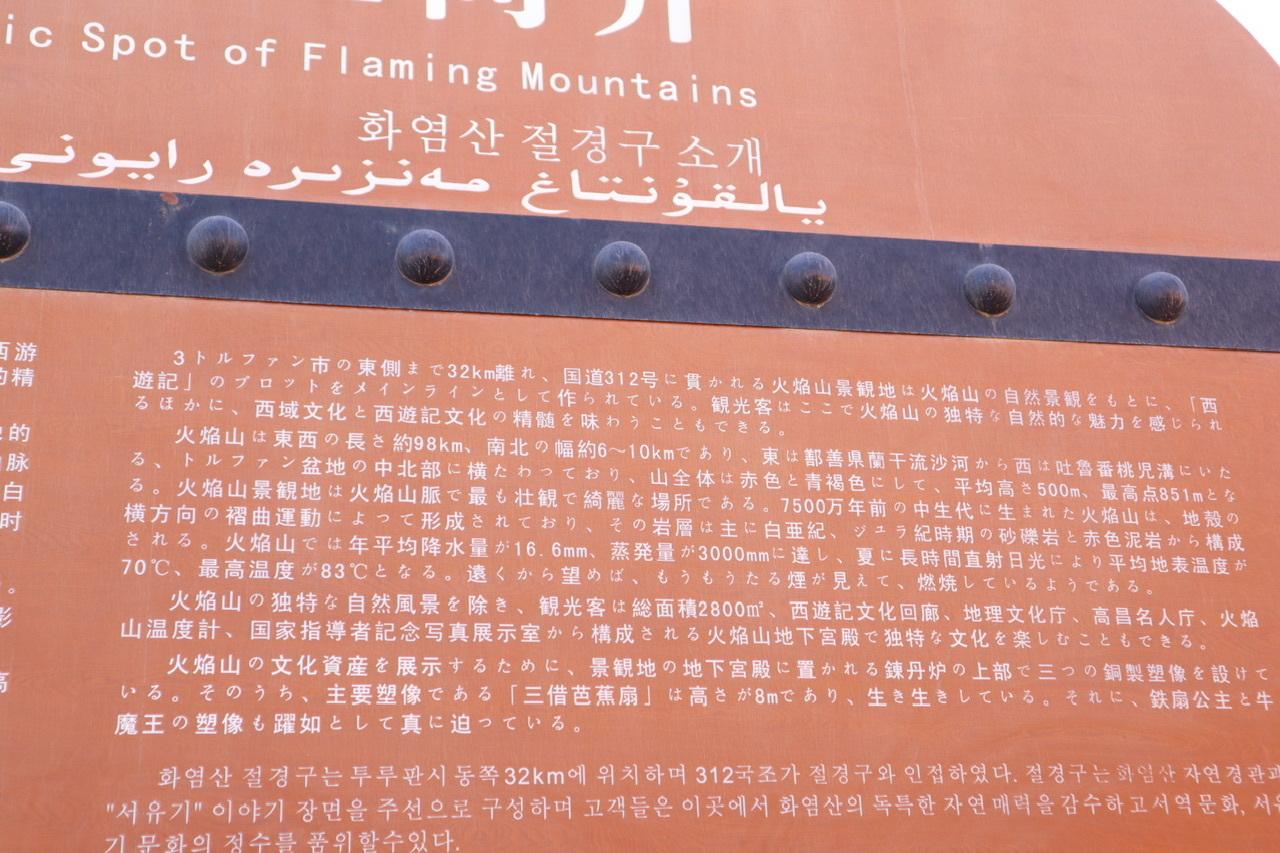 ic Spot of Flaming Mountains
화염산 절경구 소개
يالقۇنتاغ مەنزىرە رايونى
西游
的精
的
脉
白
时
。
影
高
3トルファン市の東側まで32km離れ、国道312号に貫かれる火焰山景観地は火焰山の自然景観をもとに、「西
遊記」のプロットをメインラインとして作られている。観光客はここで火焰山の独特な自然的な魅力を感じられ
るほかに、西域文化と西遊記文化の精髄を味わうこともできる。
火焰山は東西の長さ約98km、南北の幅約6～10kmであり、東は鄯善県蘭干流沙河から西は吐魯番桃児溝にいた
る、トルファン盆地の中北部に横たわつており、山全体は赤色と青褐色にして、平均高さ500m、最高点851mとな
る。火焰山景観地は火焰山脈で最も壮観で綺麗な場所である。7500万年前の中生代に生まれた火焰山は、地殻の
横方向の褶曲運動によって形成されており、その岩層は主に白亜紀、ジュラ紀時期の砂礫岩と赤色泥岩から構成
される。火焰山では年平均降水量が16.6mm、蒸発量が3000mmに達し、夏に長時間直射日光により平均地表温度が
70℃、最高温度が83℃となる。遠くから望めば、もうもうたる煙が見えて、燃焼しているようである。
火焰山の独特な自然風景を除き、観光客は総面積2800㎡、西遊記文化回廊、地理文化庁、高昌名人庁、火焰
山温度計、国家指導者記念写真展示室から構成される火焰山地下宮殿で独特な文化を楽しむこともできる。
火焰山の文化資産を展示するために、景観地の地下宮殿に置かれる錬丹炉の上部で三つの銅製塑像を設けて
いる。そのうち、主要塑像である「三借芭蕉扇」は高さが8mであり、生き生きしている。それに、鉄扇公主と牛
魔王の塑像も躍如として真に迫つている。
화염산 절경구는 투루판시 동쪽 32km에 위치하며 312국조가 절경구와 인접하였다. 절경구는 화염산 자연경관과
"서유기" 이야기 장면을 주선으로 구성하며 고객들은 이곳에서 화염산의 독특한 자연 매력을 감수하고 서역 문화, 서유
기 문화의 정수를 품위할수있다.